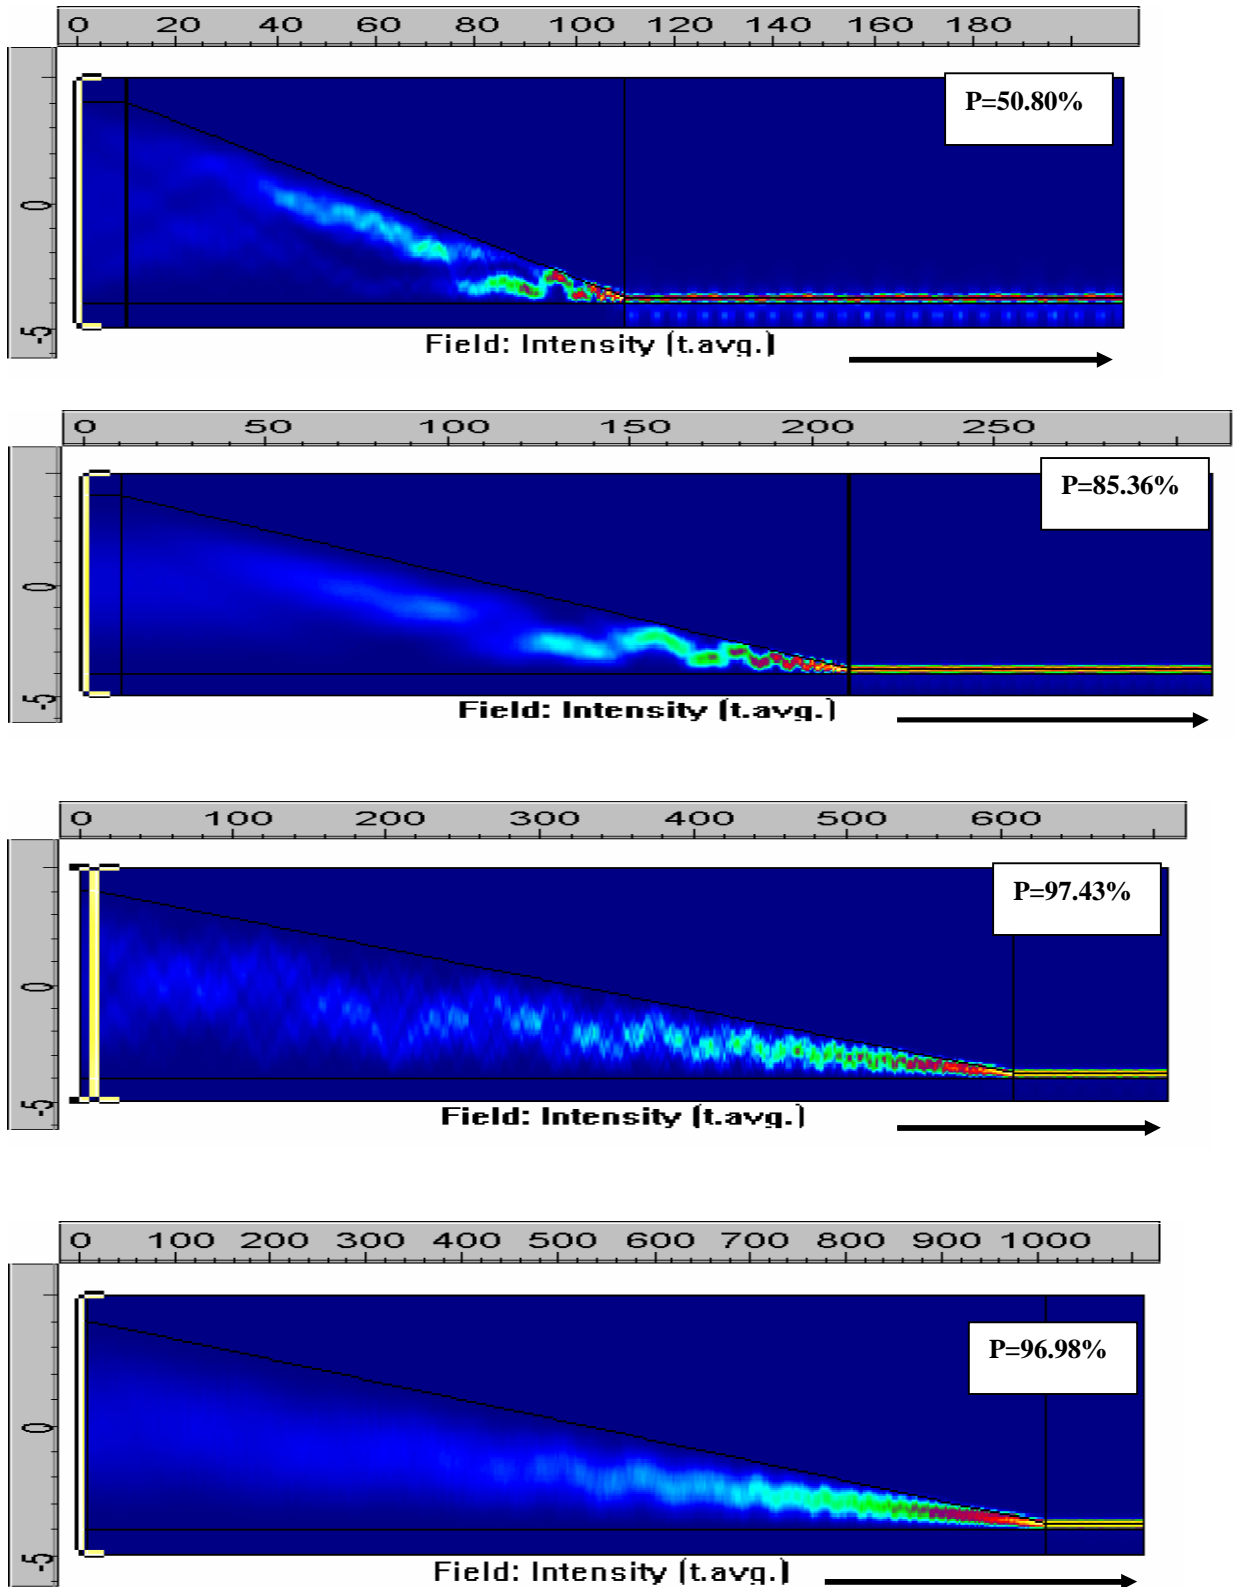 0 20 40 60 80 100 120 140 160 180
P=50.80%
0
-5
Field: Intensity (t.avg.)
0 50 100 150 200 250
P=85.36%
0
-5
Field: Intensity (t.avg.)
0 100 200 300 400 500 600
P=97.43%
0
-5
Field: Intensity (t.avg.)
0 100 200 300 400 500 600 700 800 900 1000
P=96.98%
0
-5
Field: Intensity (t.avg.)